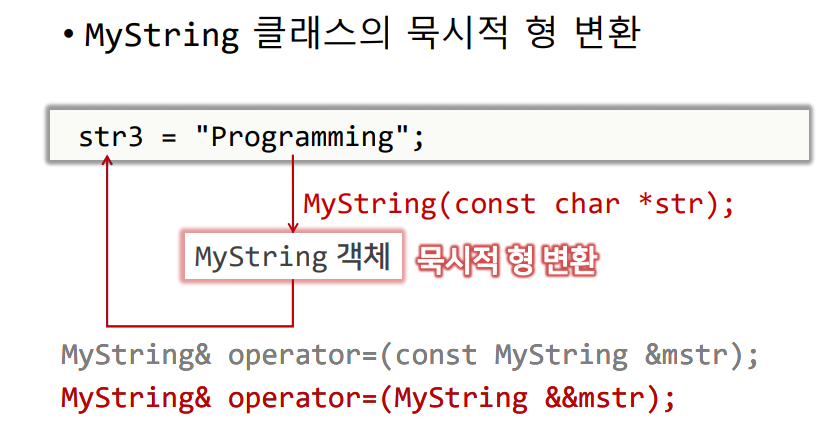 • MyString 클래스의 묵시적 형 변환
str3 = "Programming";
MyString(const char *str);
MyString 객체 묵시적 형 변환
MyString& operator=(const MyString &mstr);
MyString& operator=(MyString &&mstr);